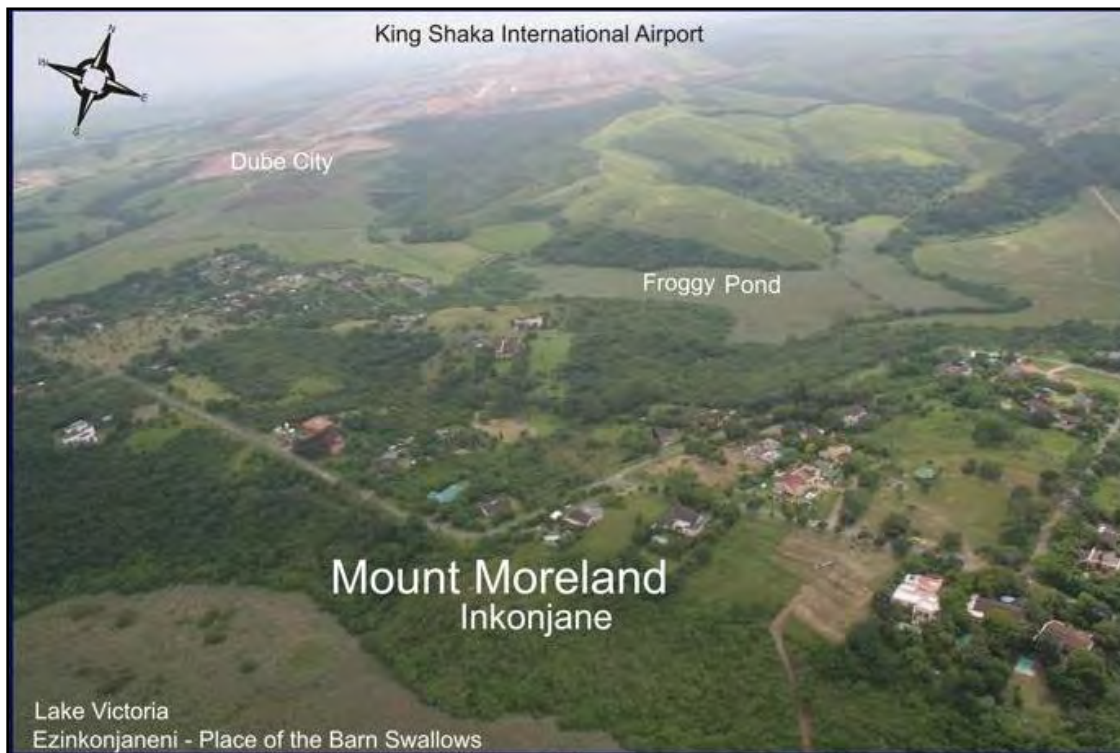 King Shaka International Airport
N
W
E
S
Dube City
Froggy Pond
Mount Moreland
Inkonjane
Lake Victoria
Ezinkonjaneni - Place of the Barn Swallows